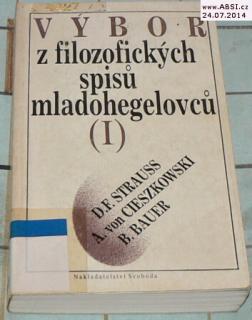 www.ABSI.cz
24.07.2014
VÝBOR
z filozofických
spisů
mladohegelovců
(I)
D.F. STRAUSS
A. von CIESZKOWSKI
B. BAUER
Nakladatelství Svoboda